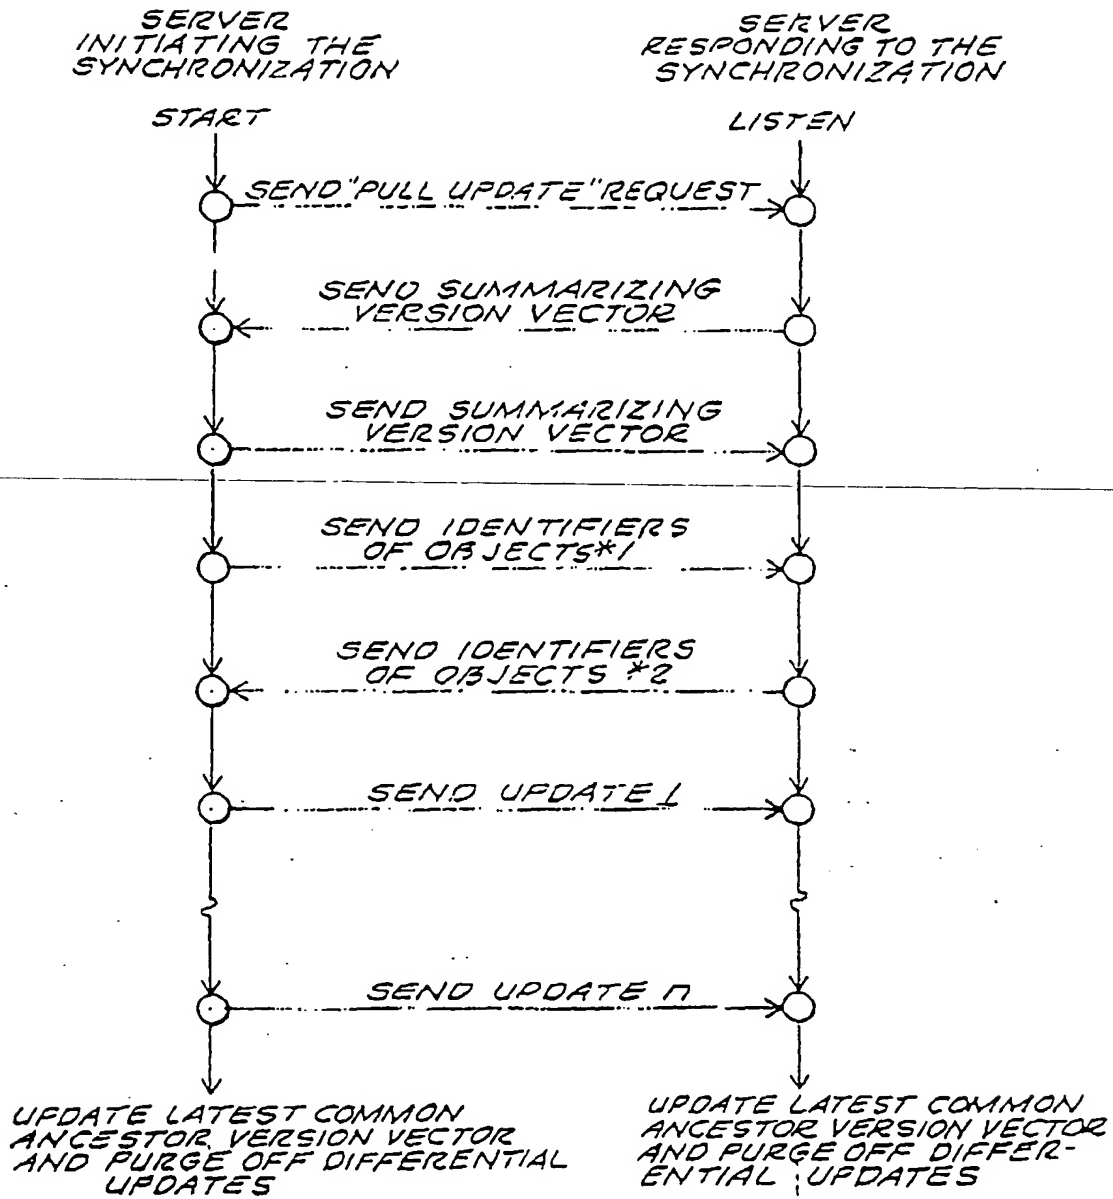 SERVER
INITIATING THE
SYNCHRONIZATION
SERVER
RESPONDING TO THE
SYNCHRONIZATION
START
LISTEN
SEND "PULL UPDATE" REQUEST
SEND SUMMARIZING
VERSION VECTOR
SEND SUMMARIZING
VERSION VECTOR
SEND IDENTIFIERS
OF OBJECTS*1
SEND IDENTIFIERS
OF OBJECTS *2
SEND UPDATE 1
SEND UPDATE n
UPDATE LATEST COMMON
ANCESTOR VERSION VECTOR
AND PURGE OFF DIFFERENTIAL
UPDATES
UPDATE LATEST COMMON
ANCESTOR VERSION VECTOR
AND PURGE OFF DIFFER-
ENTIAL UPDATES